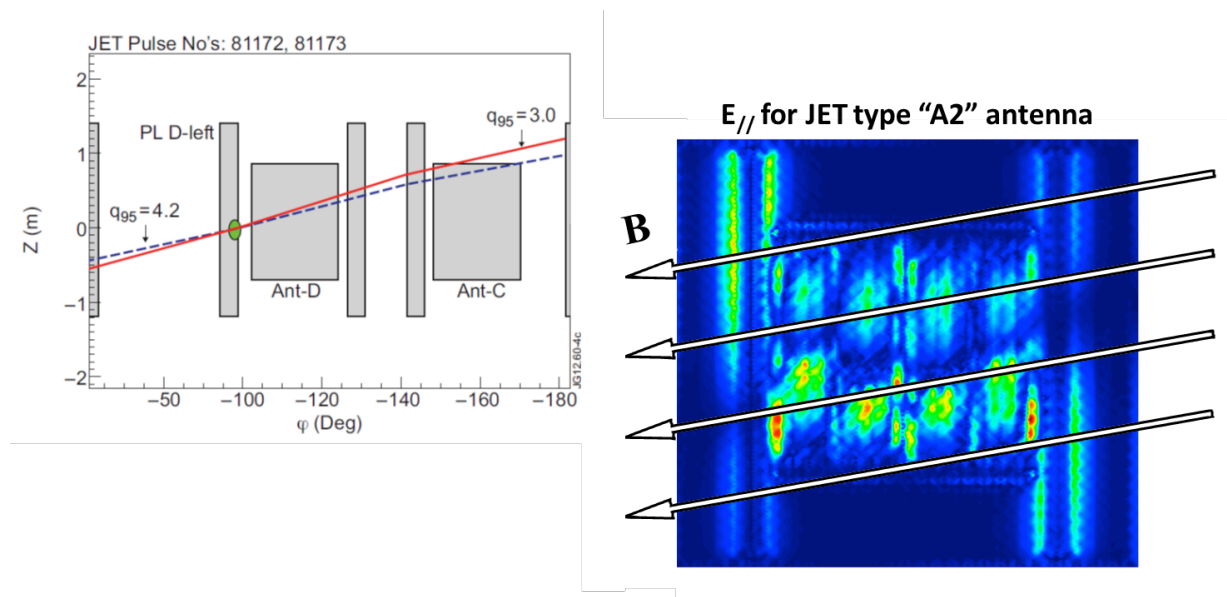 JET Pulse No's: 81172, 81173
2
1
0
−1
−2
Z (m)
PL D-left
q95=3.0
q95=4.2
Ant-D
Ant-C
−50
−100
−120
−140
−160
−180
φ (Deg)
JG12.60-4c
E// for JET type “A2” antenna
B